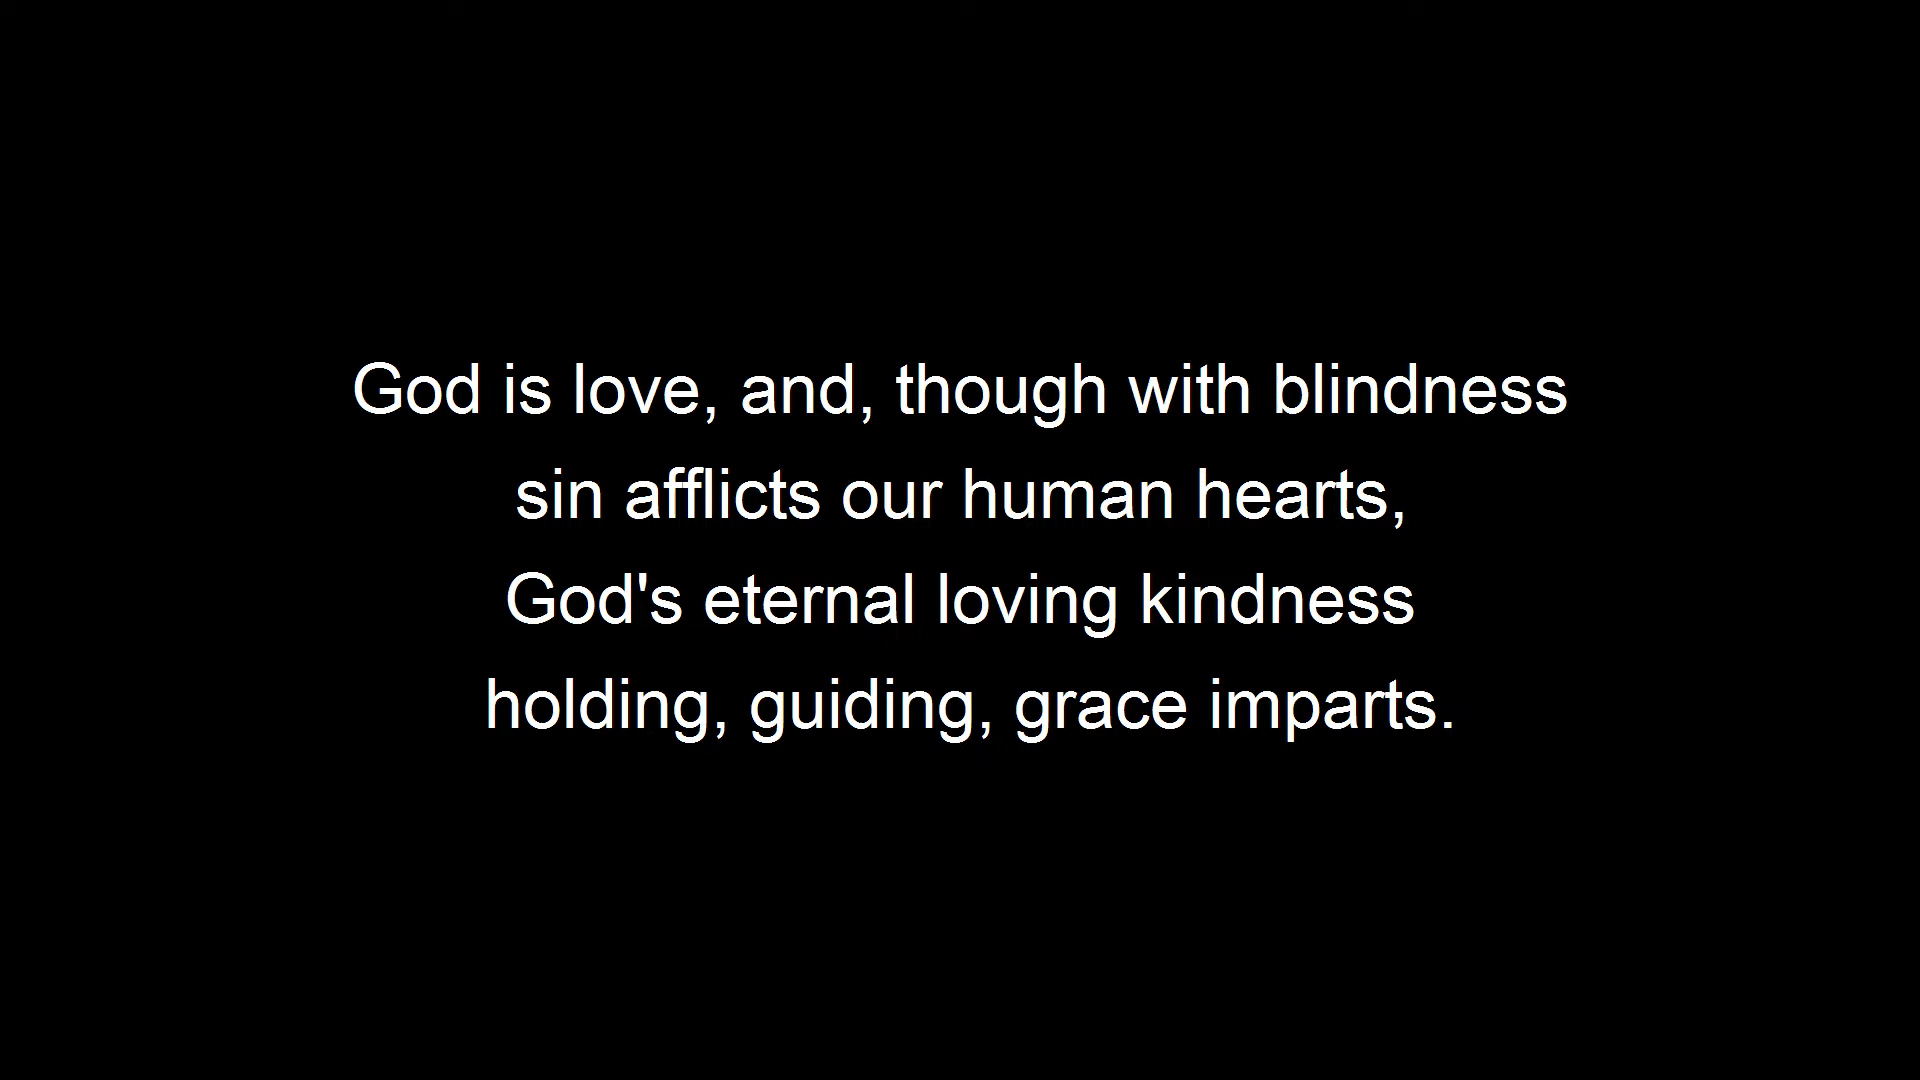 God is love, and, though with blindness
sin afflicts our human hearts,
God's eternal loving kindness
holding, guiding, grace imparts.